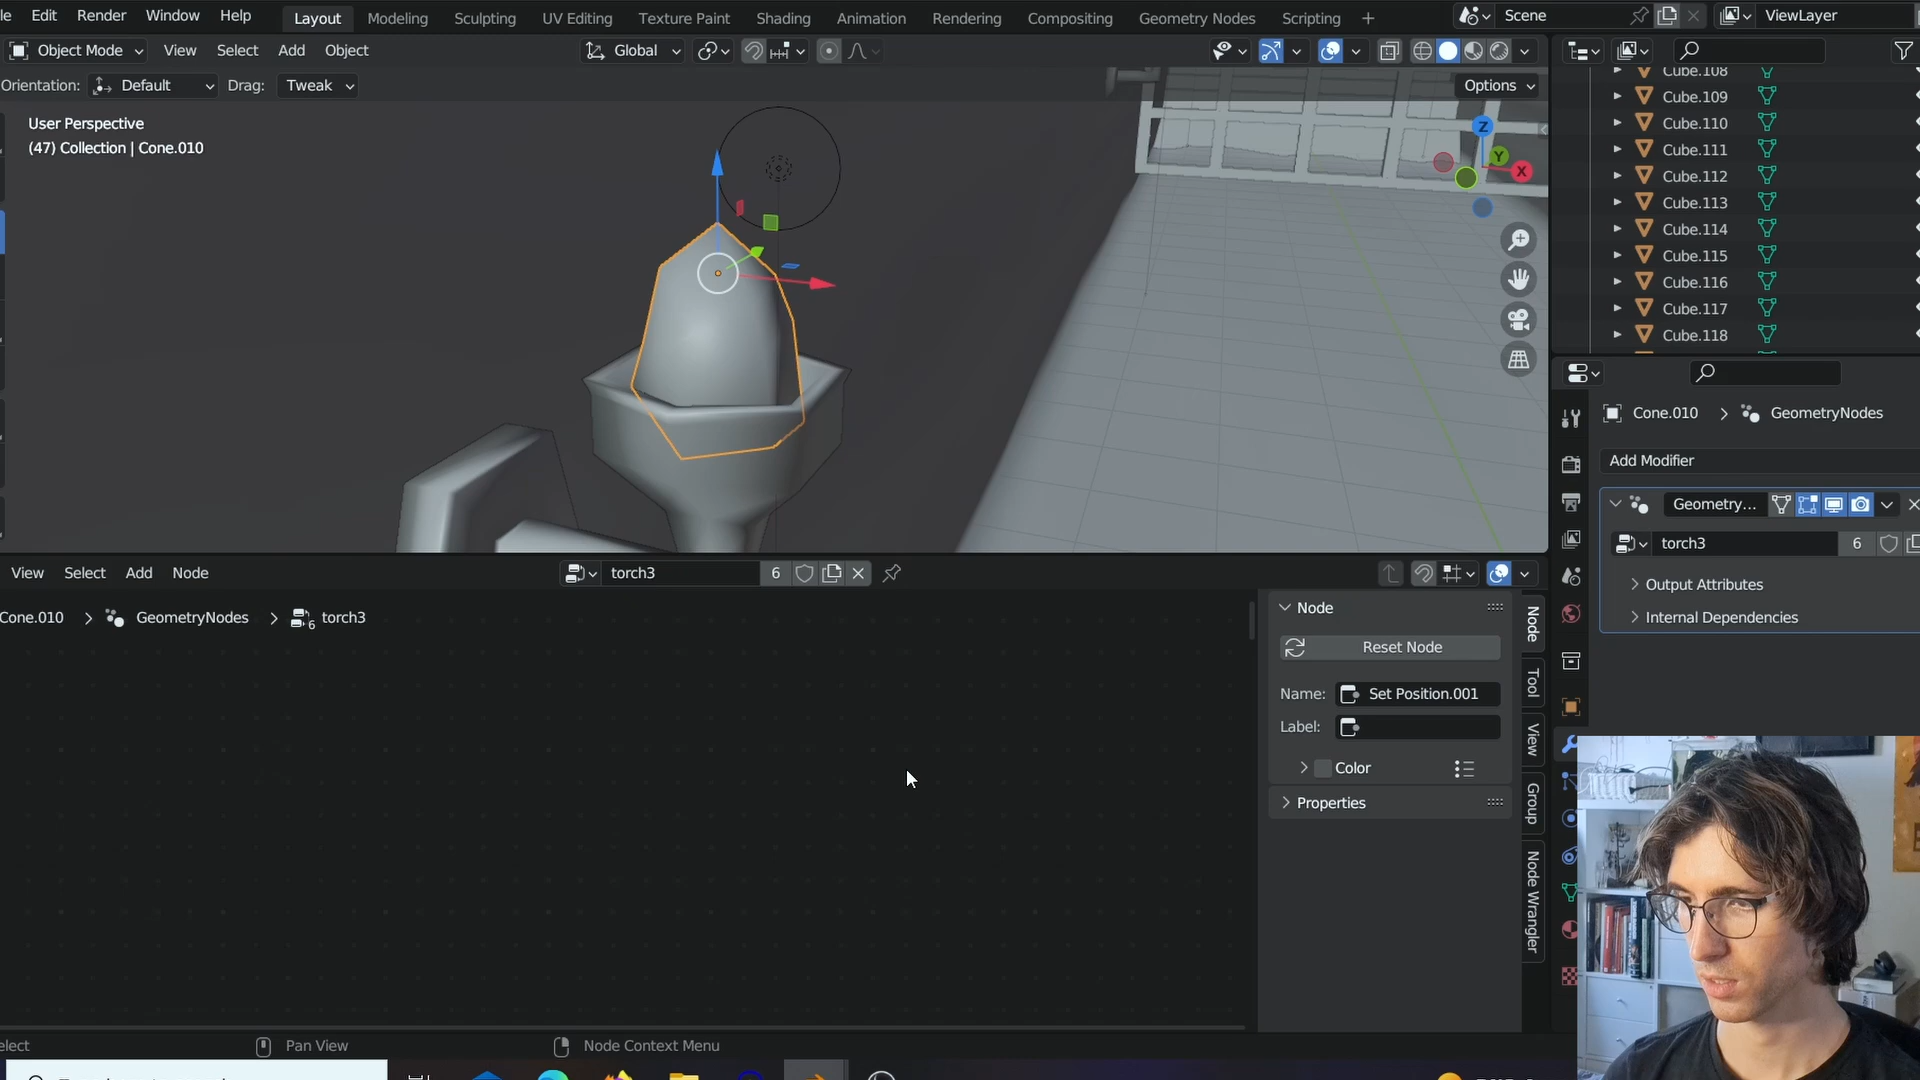 le Edit Render Window Help Layout Modeling Sculpting UV Editing Texture Paint Shading Animation Rendering Compositing Geometry Nodes Scripting + Scene ViewLayer
Object Mode View Select Add Object Global
Orientation: Default Drag: Tweak Options
User Perspective
(47) Collection | Cone.010
Z
Y
X
Cube.108
Cube.109
Cube.110
Cube.111
Cube.112
Cube.113
Cube.114
Cube.115
Cube.116
Cube.117
Cube.118
Cone.010 > GeometryNodes
Add Modifier
Geometry...
torch3 6
Output Attributes
Internal Dependencies
View Select Add Node torch3 6
Cone.010 > GeometryNodes > 6 torch3
Node
Reset Node
Name: Set Position.001
Label:
Color
Properties
Node
Tool
View
Group
Node Wrangler
elect Pan View Node Context Menu